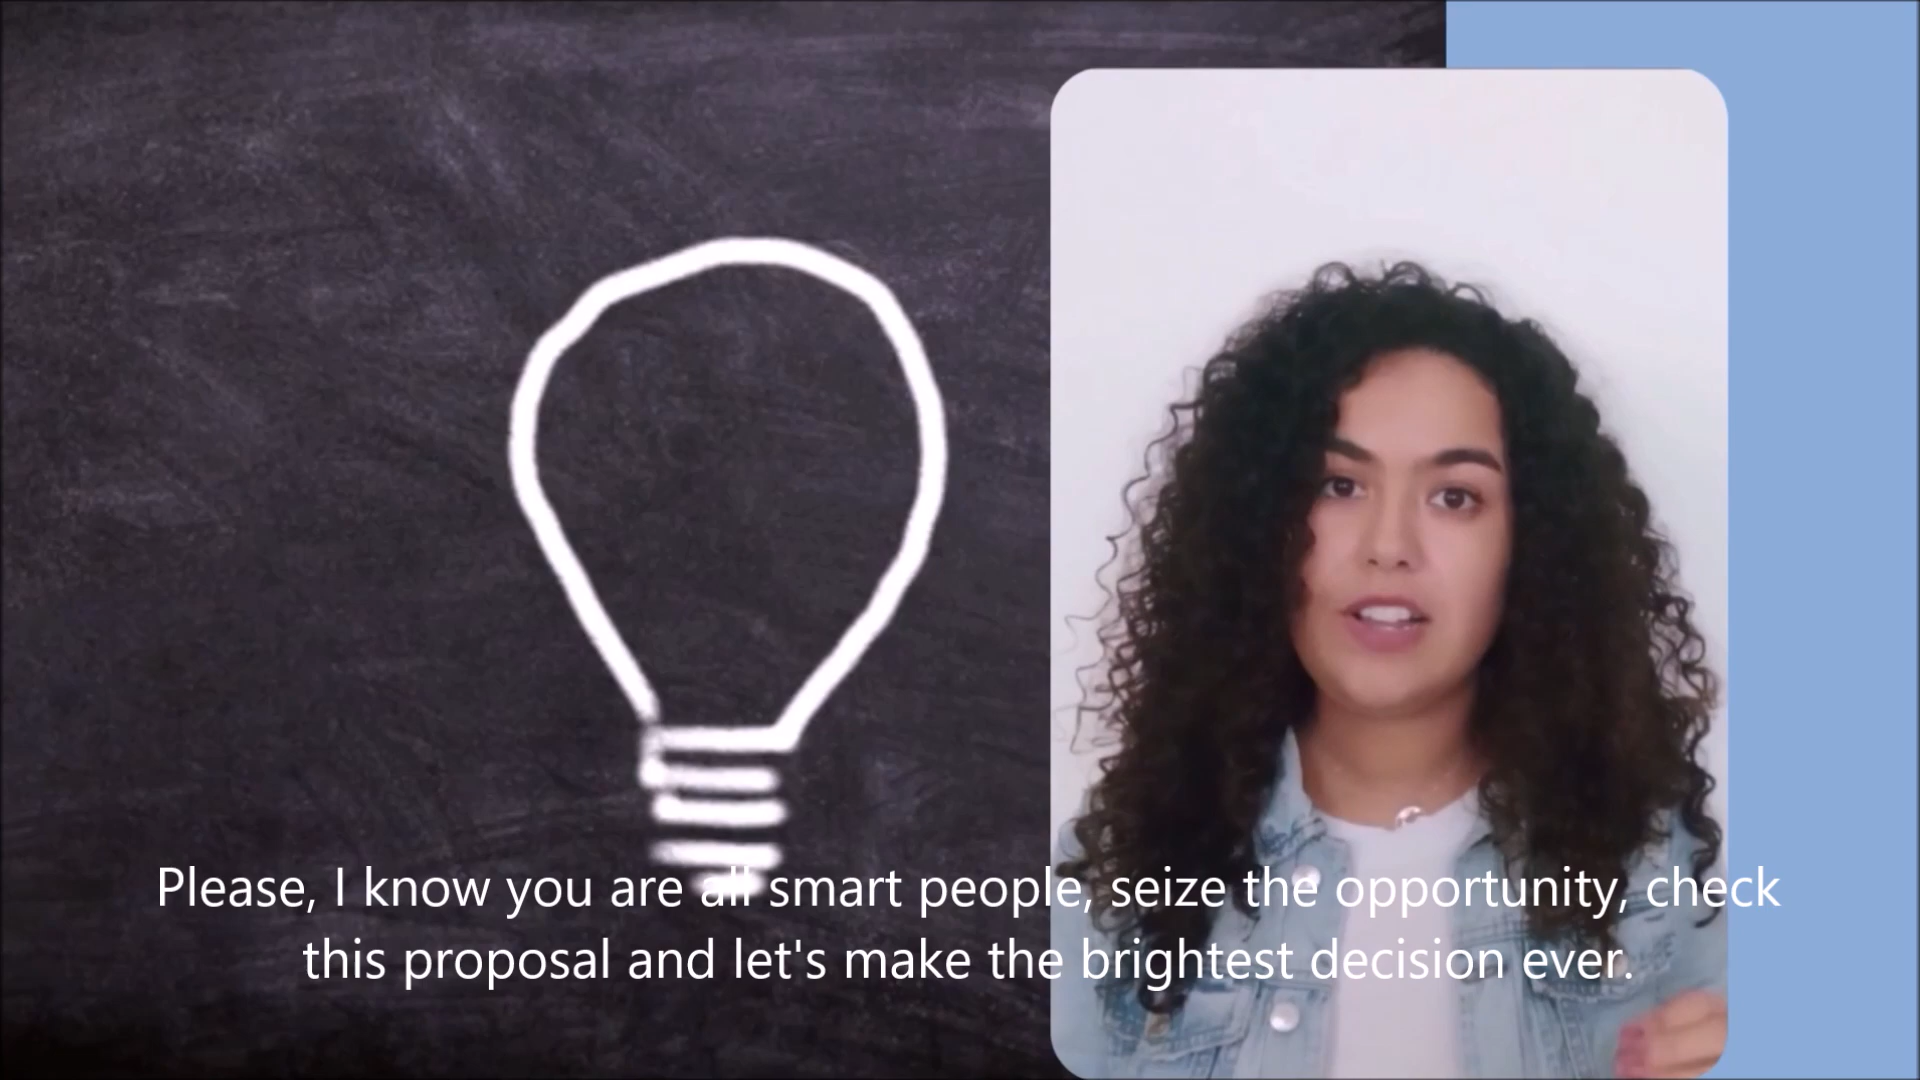 Please, I know you are all smart people, seize the opportunity, check
this proposal and let's make the brightest decision ever.